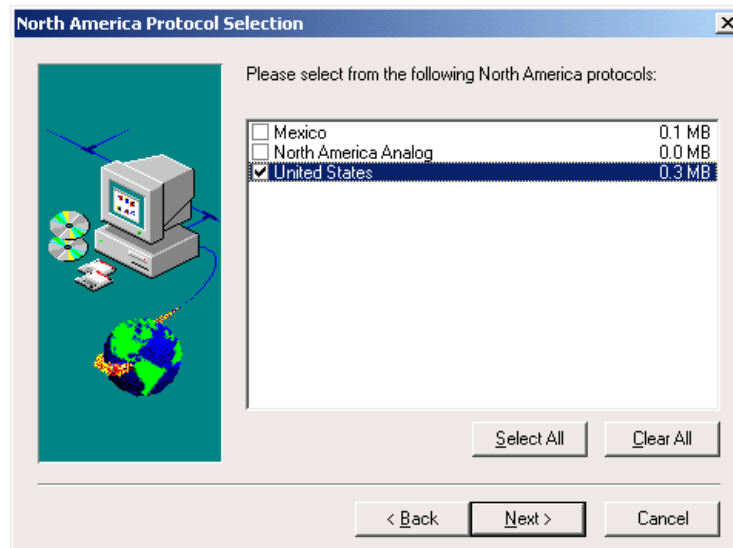 North America Protocol Selection
Please select from the following North America protocols:
Mexico 0.1 MB
North America Analog 0.0 MB
United States 0.3 MB
Select All Clear All
< Back Next > Cancel